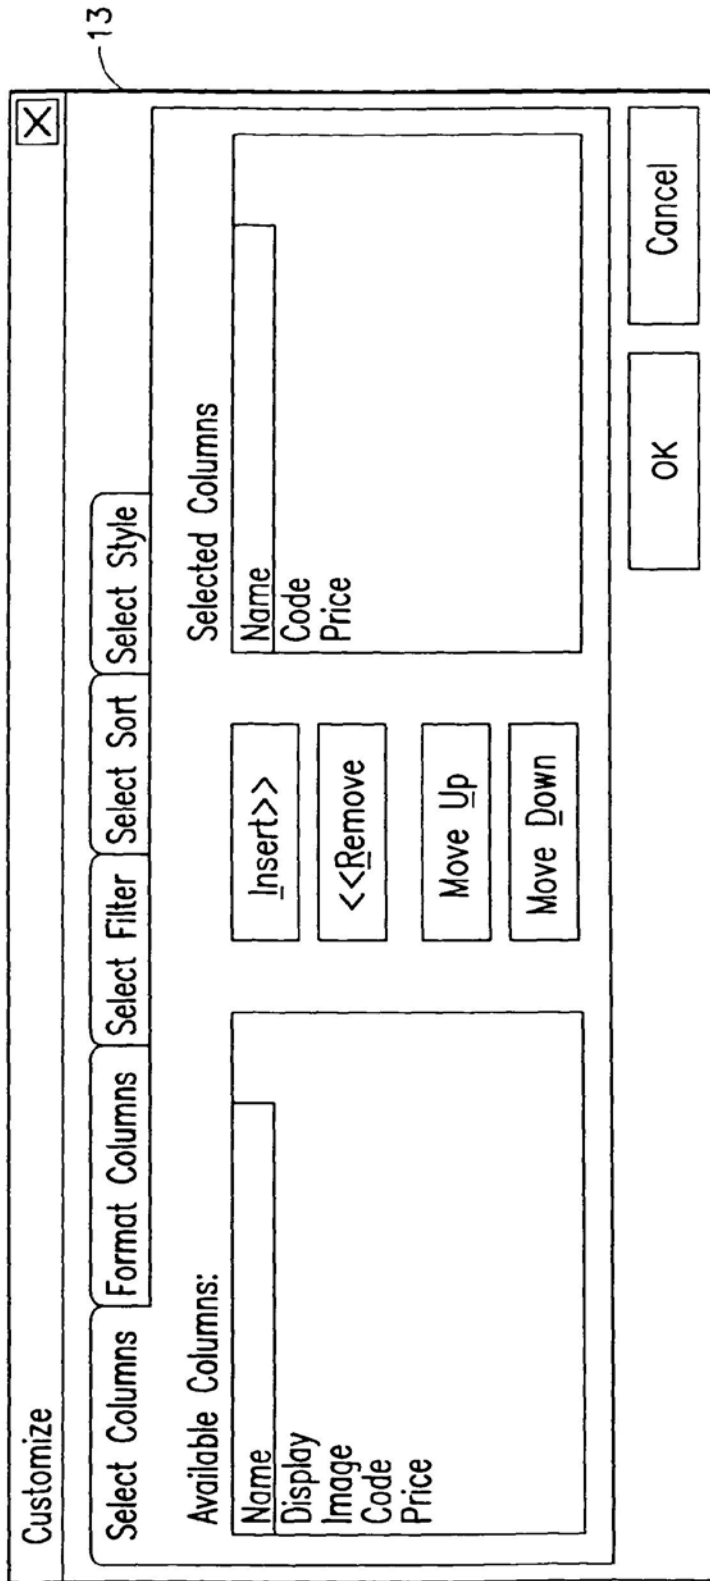 13
Customize
X
Select Columns Format Columns Select Filter Select Sort Select Style
Available Columns:
Name
Display
Image
Code
Price
Insert>>
<<Remove
Move Up
Move Down
Selected Columns
Name
Code
Price
OK Cancel